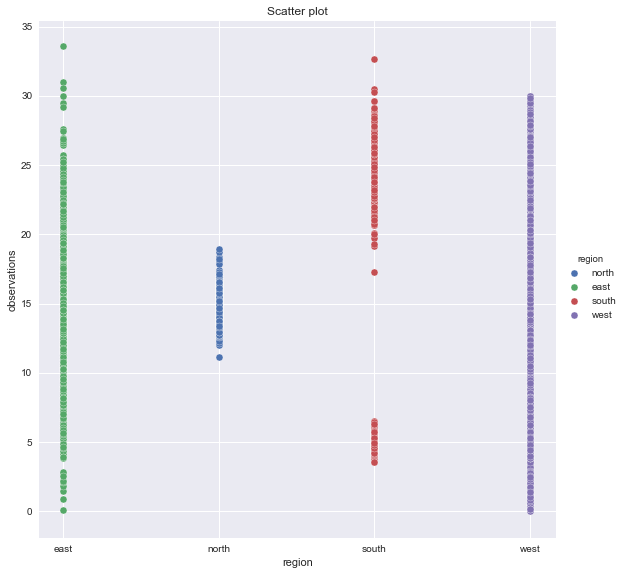 Scatter plot
35
30
25
20
15
10
5
0
observations
east
north
south
west
region
region
north
east
south
west